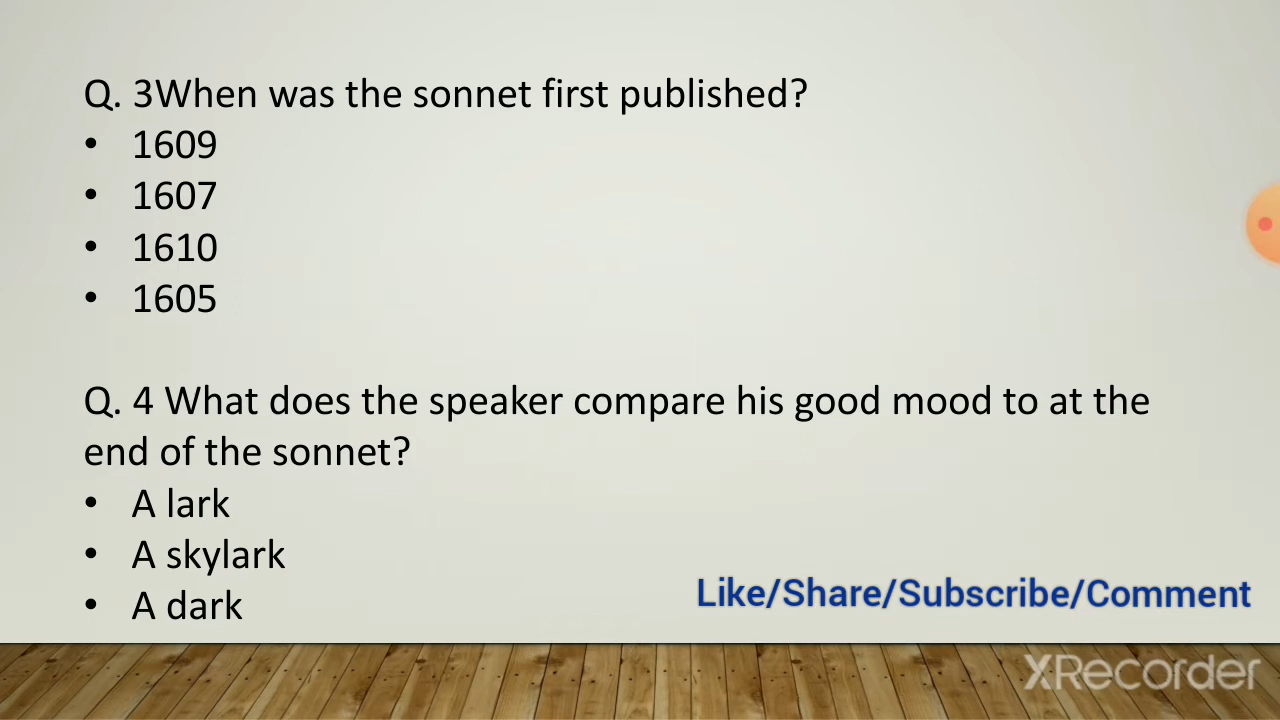 Q. 3When was the sonnet first published?
• 1609
• 1607
• 1610
• 1605
Q. 4 What does the speaker compare his good mood to at the
end of the sonnet?
• A lark
• A skylark
• A dark
Like/Share/Subscribe/Comment
XRecorder